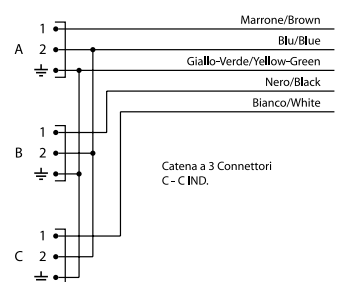 Marrone/Brown
1
Blu/Blue
A
2
Giallo-Verde/Yellow-Green
Nero/Black
Bianco/White
1
B
2
Catena a 3 Connettori
C - C IND.
1
C
2